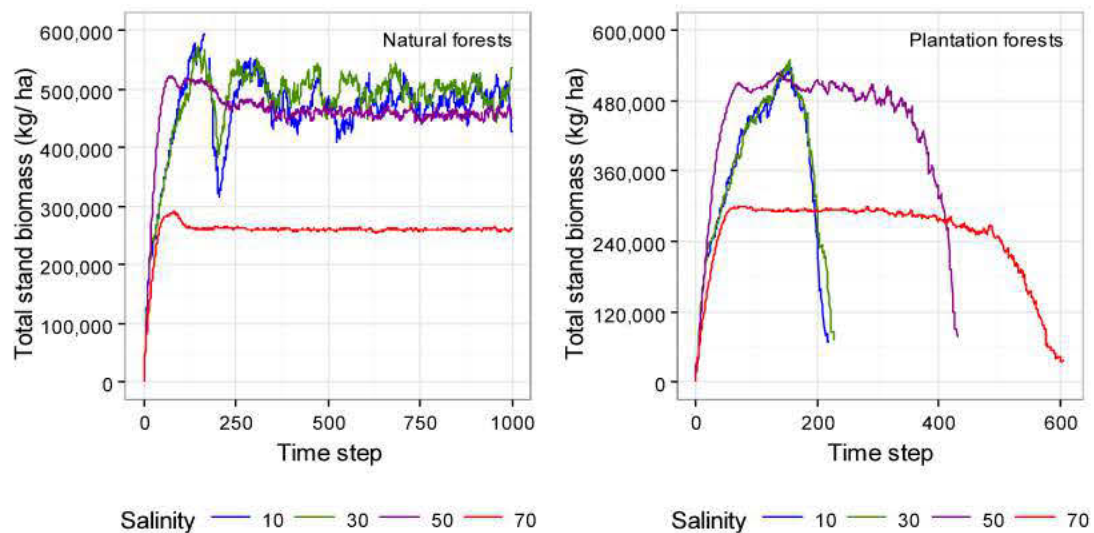 Natural forests
Total stand biomass (kg/ ha)
600,000
500,000
400,000
300,000
200,000
100,000
0
0 250 500 750 1000
Time step
Salinity 10 30 50 70
Plantation forests
Total stand biomass (kg/ ha)
600,000
480,000
360,000
240,000
120,000
0
0 200 400 600
Time step
Salinity 10 30 50 70